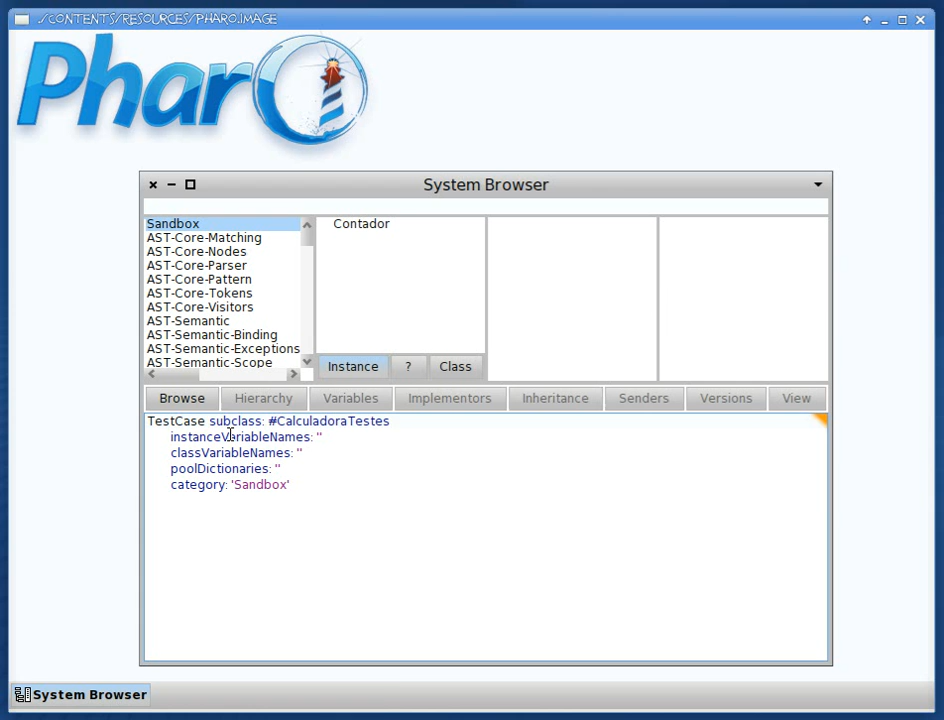 ./CONTENTS/RESOURCES/PHARO.IMAGE
Pharo
System Browser
Sandbox
AST-Core-Matching
AST-Core-Nodes
AST-Core-Parser
AST-Core-Pattern
AST-Core-Tokens
AST-Core-Visitors
AST-Semantic
AST-Semantic-Binding
AST-Semantic-Exceptions
AST-Semantic-Scope
Contador
Instance ? Class
Browse Hierarchy Variables Implementors Inheritance Senders Versions View
TestCase subclass: #CalculadoraTestes
instanceVariableNames: ''
classVariableNames: ''
poolDictionaries: ''
category: 'Sandbox'
System Browser